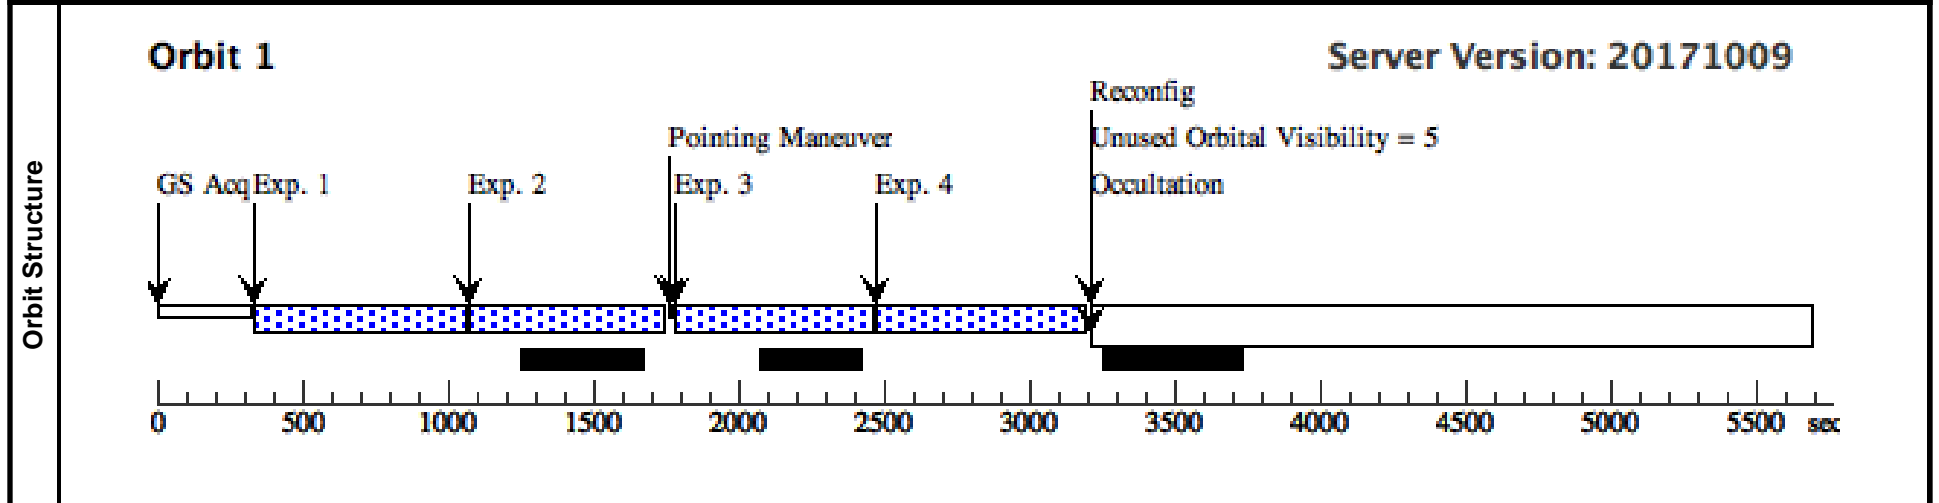 Orbit Structure
Orbit 1
Server Version: 20171009
Reconfig
Pointing Maneuver
Unused Orbital Visibility = 5
GS Acq
Exp. 1
Exp. 2
Exp. 3
Exp. 4
Occultation
0 500 1000 1500 2000 2500 3000 3500 4000 4500 5000 5500 sec